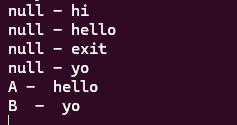 null - hi
null - hello
null - exit
null - yo
A -  hello
B  -  yo